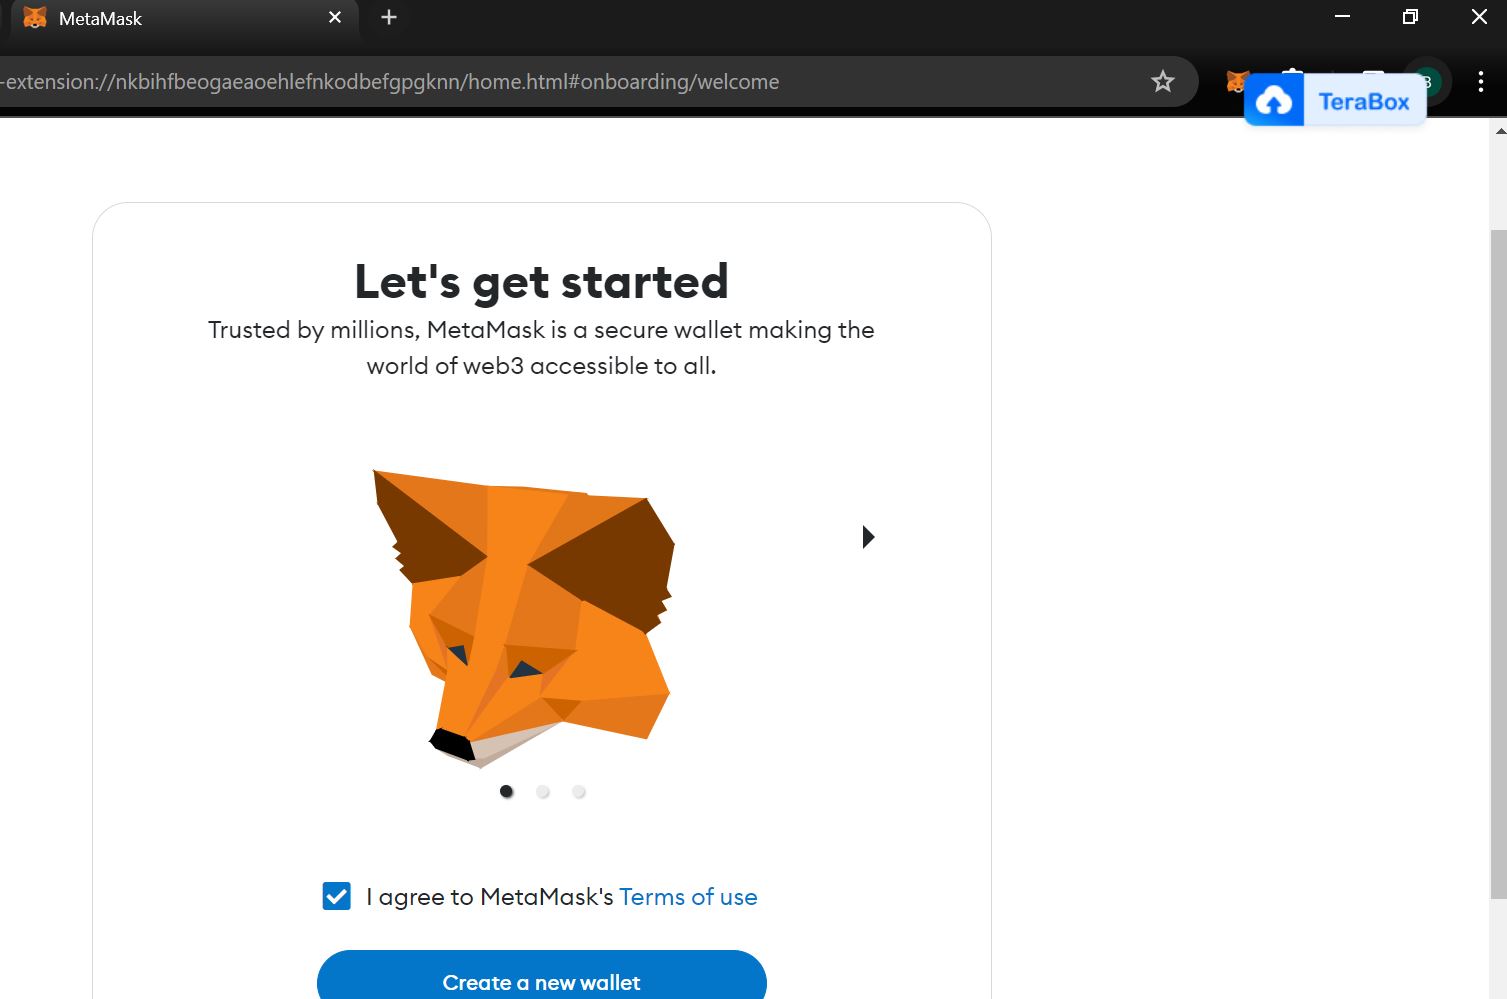 MetaMask
-extension://nkbihfbeogaeaoehlefnkodbefgpgknn/home.html#onboarding/welcome
B
TeraBox
Let's get started
Trusted by millions, MetaMask is a secure wallet making the
world of web3 accessible to all.
I agree to MetaMask's Terms of use
Create a new wallet